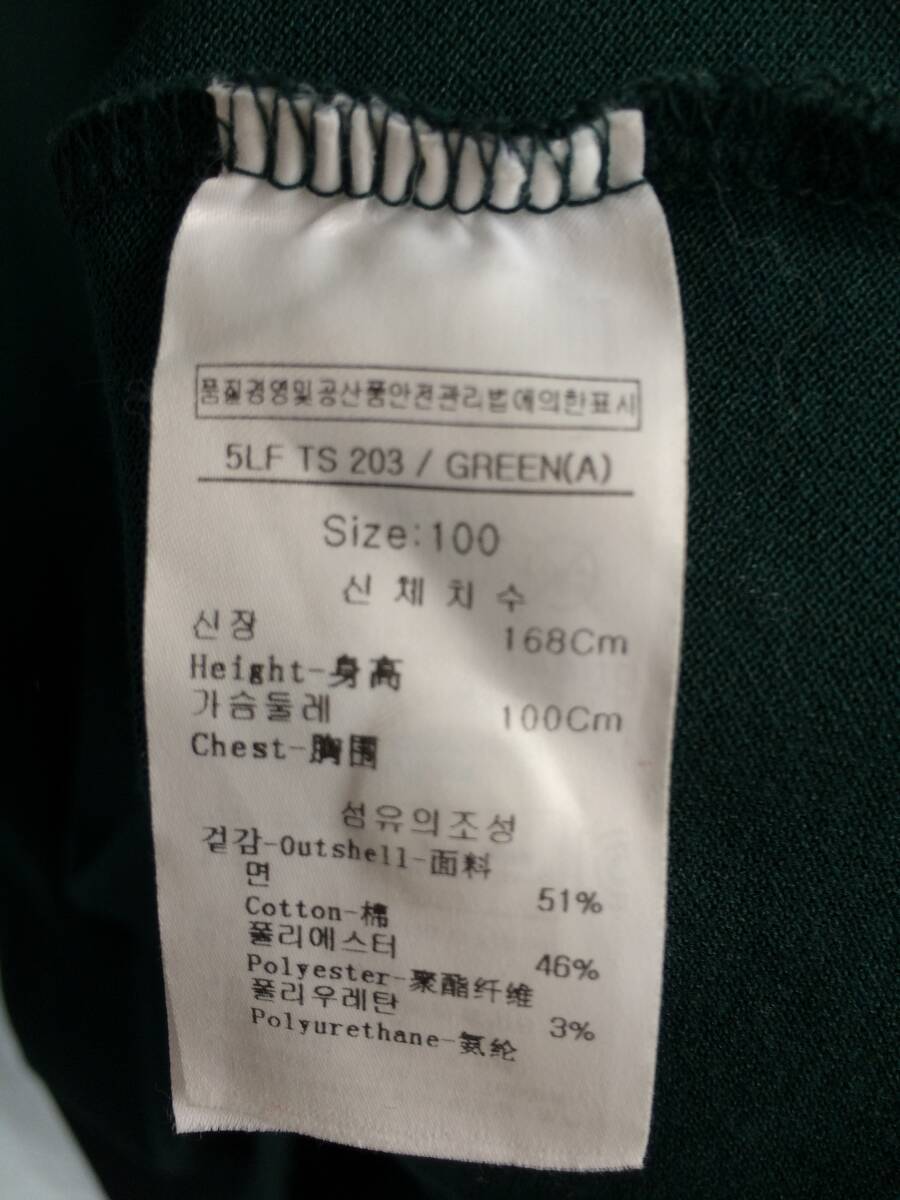 품질경영및공산품안전관리법에의한표시
5LF TS 203 / GREEN(A)
Size:100
신 체 치 수
신장 168Cm
Height-身高
가슴둘레 100Cm
Chest-胸围
섬유의조성
겉감-Outshell-面料
면 51%
Cotton-棉
폴리에스터 46%
Polyester-聚酯纤维
폴리우레탄 3%
Polyurethane-氨纶